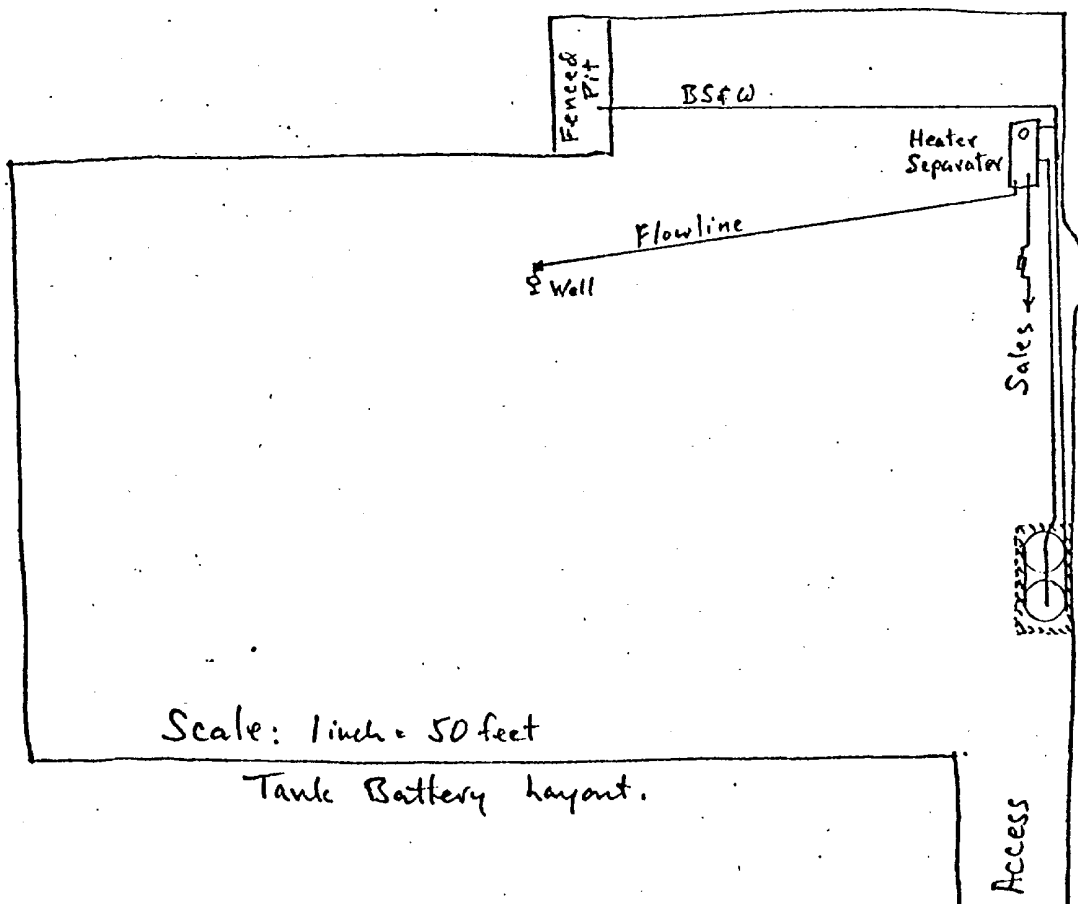 Fenced
Pit
BS&W
Heater
Separator
Flowline
Well
Sales
Scale: 1 inch = 50 feet
Tank Battery Layout.
Access